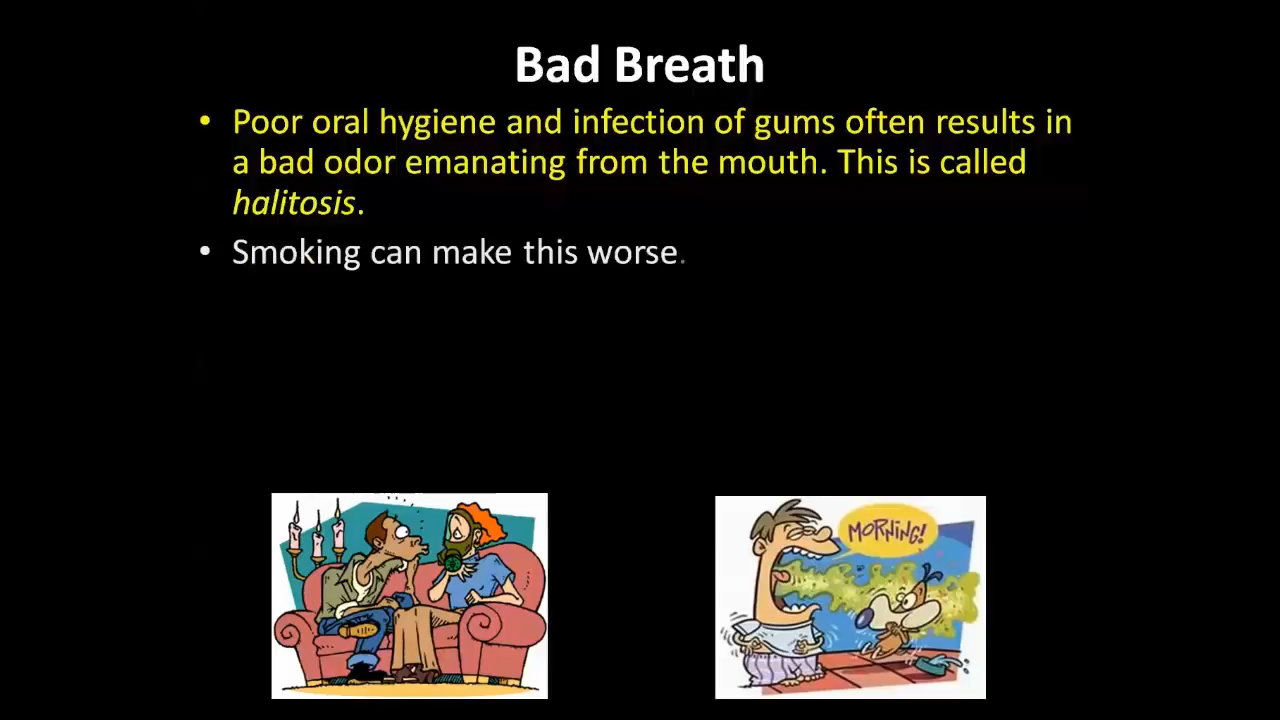 Bad Breath
• Poor oral hygiene and infection of gums often results in
a bad odor emanating from the mouth. This is called
halitosis.
• Smoking can make this worse.
MORNING!